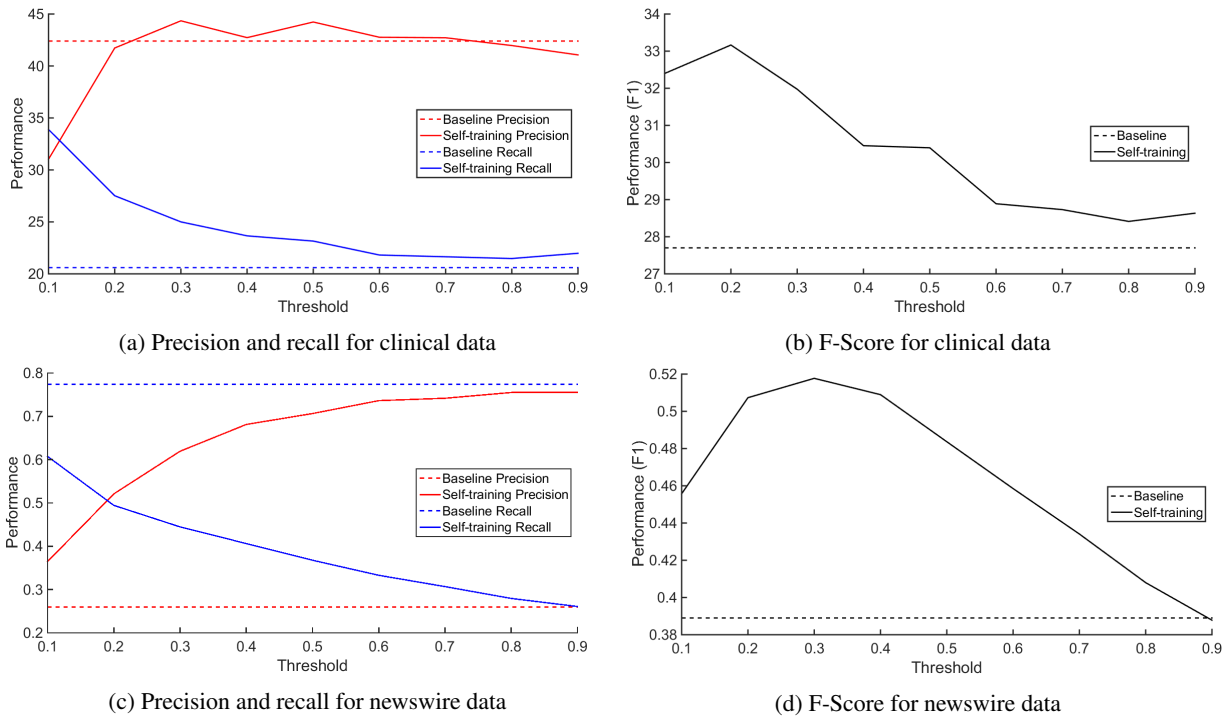 45
40
35
30
25
20
Performance
Baseline Precision
Self-training Precision
Baseline Recall
Self-training Recall
0.1 0.2 0.3 0.4 0.5 0.6 0.7 0.8 0.9
Threshold
(a) Precision and recall for clinical data
34
33
32
31
30
29
28
27
Performance (F1)
Baseline
Self-training
0.1 0.2 0.3 0.4 0.5 0.6 0.7 0.8 0.9
Threshold
(b) F-Score for clinical data
0.8
0.7
0.6
0.5
0.4
0.3
0.2
Performance
Baseline Precision
Self-training Precision
Baseline Recall
Self-training Recall
0.1 0.2 0.3 0.4 0.5 0.6 0.7 0.8 0.9
Threshold
(c) Precision and recall for newswire data
0.52
0.5
0.48
0.46
0.44
0.42
0.4
0.38
Performance (F1)
Baseline
Self-training
0.1 0.2 0.3 0.4 0.5 0.6 0.7 0.8 0.9
Threshold
(d) F-Score for newswire data